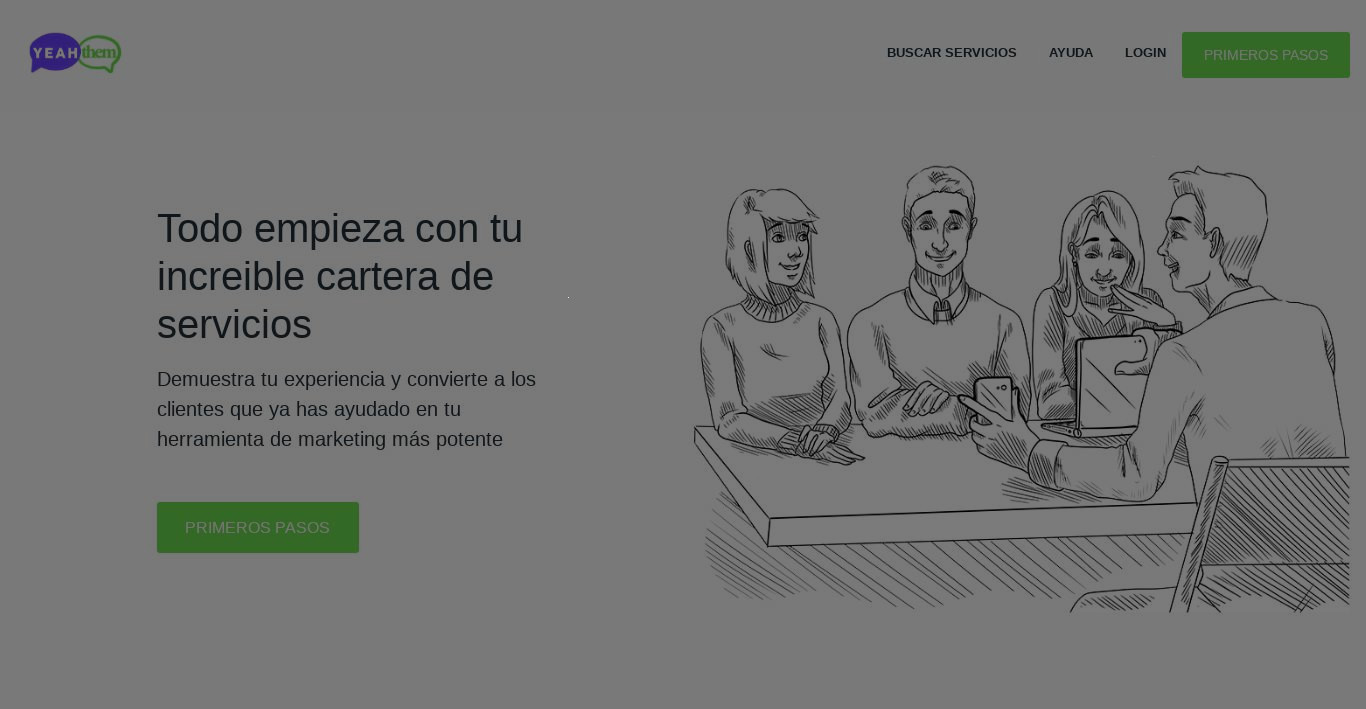 YEAH them
BUSCAR SERVICIOS
AYUDA
LOGIN
PRIMEROS PASOS
Todo empieza con tu
increible cartera de
servicios
Demuestra tu experiencia y convierte a los
clientes que ya has ayudado en tu
herramienta de marketing más potente
PRIMEROS PASOS